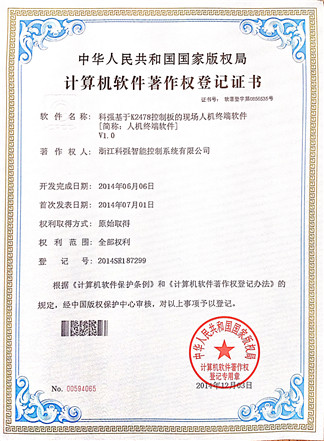 中华人民共和国国家版权局
计算机软件著作权登记证书
证书号: 软著登字第0856535号
软件名称: 科强基于K2478控制板的现场人机终端软件
[简称: 人机终端软件]
V1.0
著作权人: 浙江科强智能控制系统有限公司
开发完成日期: 2014年06月06日
首次发表日期: 2014年07月01日
权利取得方式: 原始取得
权利范围: 全部权利
登记号: 2014SR187299
根据《计算机软件保护条例》和《计算机软件著作权登记办法》的
规定, 经中国版权保护中心审核, 对以上事项予以登记。
中华人民共和国国家版权局
计算机软件著作权
登记专用章
No. 00594065
2014年12月03日